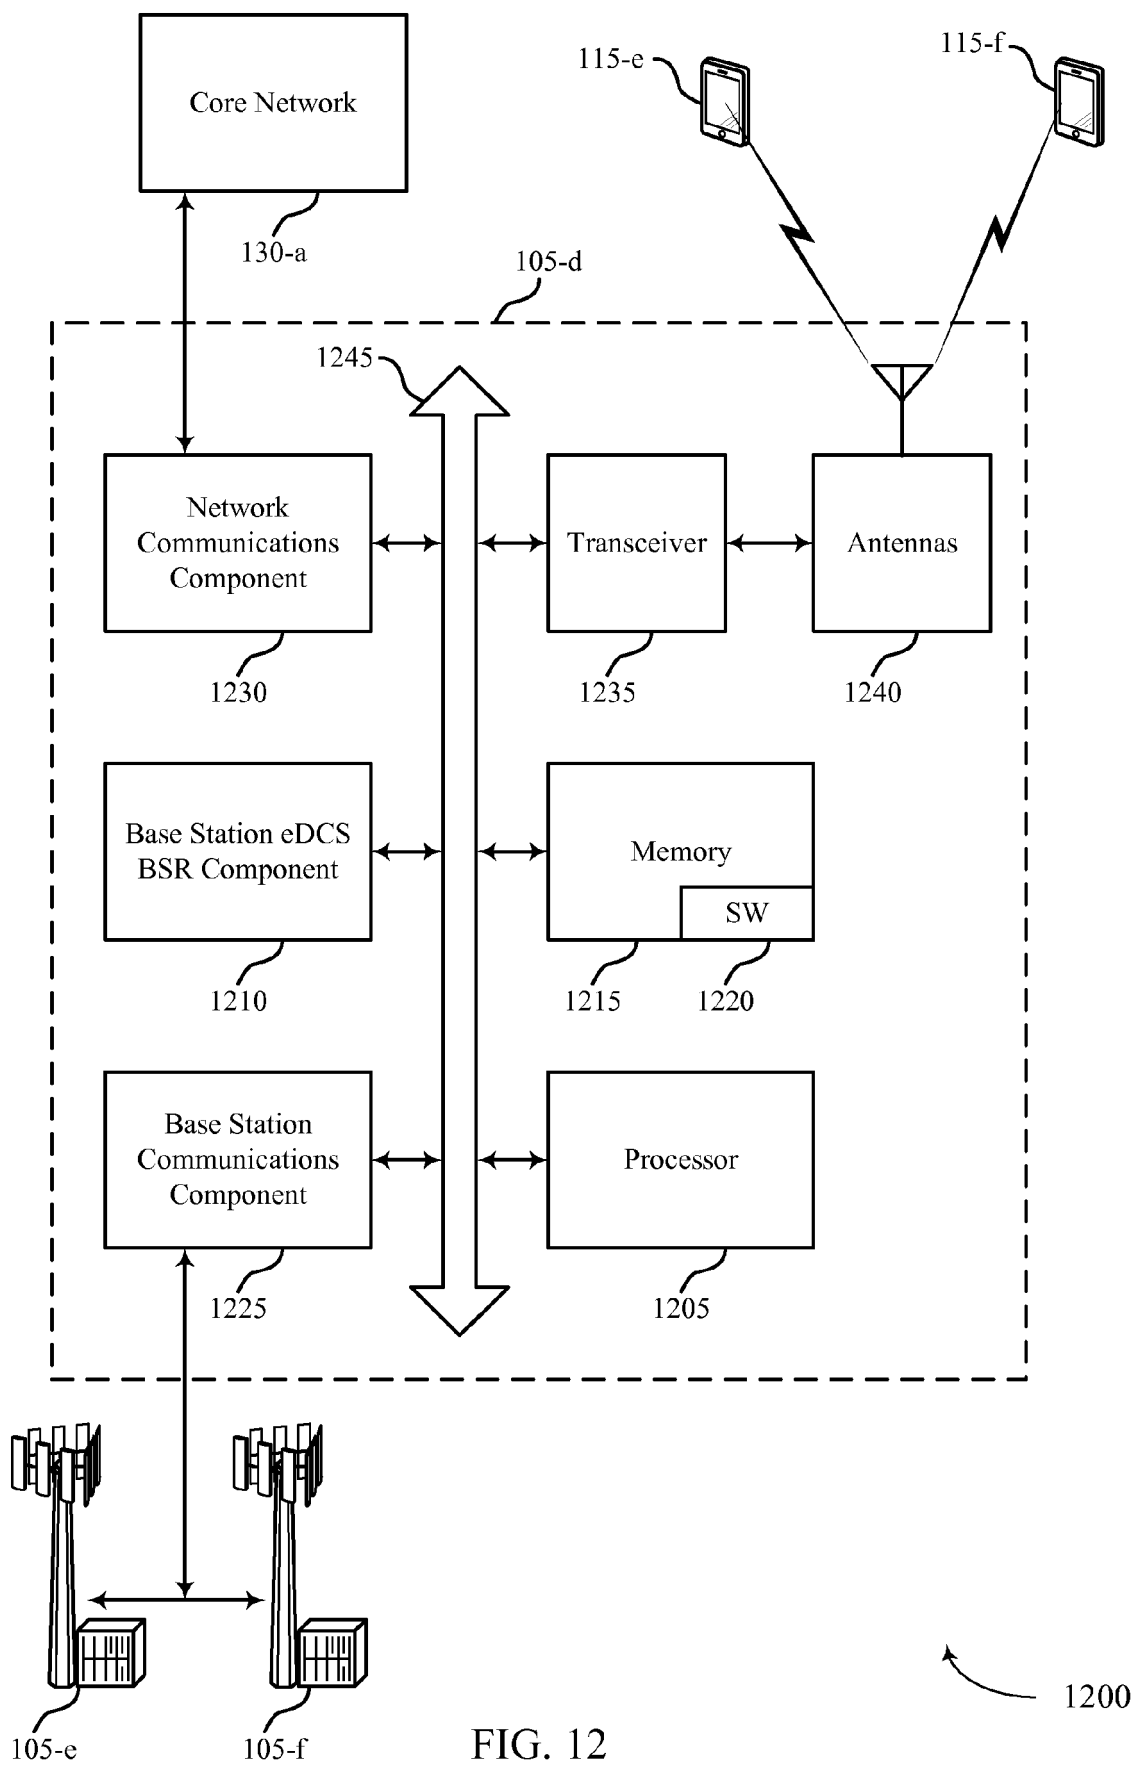 115-e
115-f
Core Network
130-a
105-d
1245
Network
Communications
Component
Transceiver
Antennas
1230
1235
1240
Base Station eDCS
BSR Component
Memory
SW
1210
1215
1220
Base Station
Communications
Component
Processor
1225
1205
105-e
105-f
1200
FIG. 12